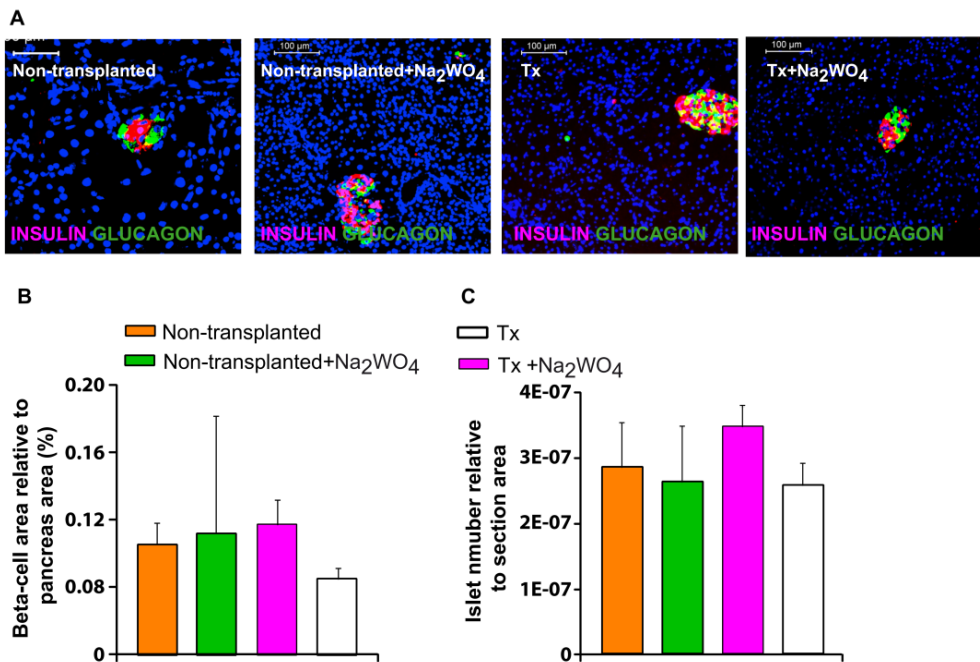 A
100 μm
100 μm
100 μm
Non-transplanted
Non-transplanted+Na₂WO₄
Tx
Tx+Na₂WO₄
INSULIN GLUCAGON
INSULIN GLUCAGON
INSULIN GLUCAGON
INSULIN GLUCAGON
B
C
Non-transplanted
Non-transplanted+Na₂WO₄
Tx
Tx +Na₂WO₄
Beta-cell area relative to
pancreas area (%)
0.20
0.16
0.12
0.08
0
Islet nmuber relative
to section area
4E-07
3E-07
2E-07
1E-07
0